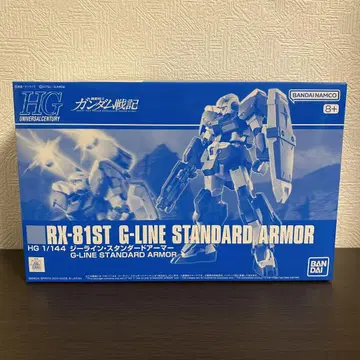 HG
UNIVERSAL CENTURY
ガンダム戦記
BANDAI NAMCO
8+
RX-81ST G-LINE STANDARD ARMOR
HG 1/144 ジーライン・スタンダードアーマー
G-LINE STANDARD ARMOR
BANDAI